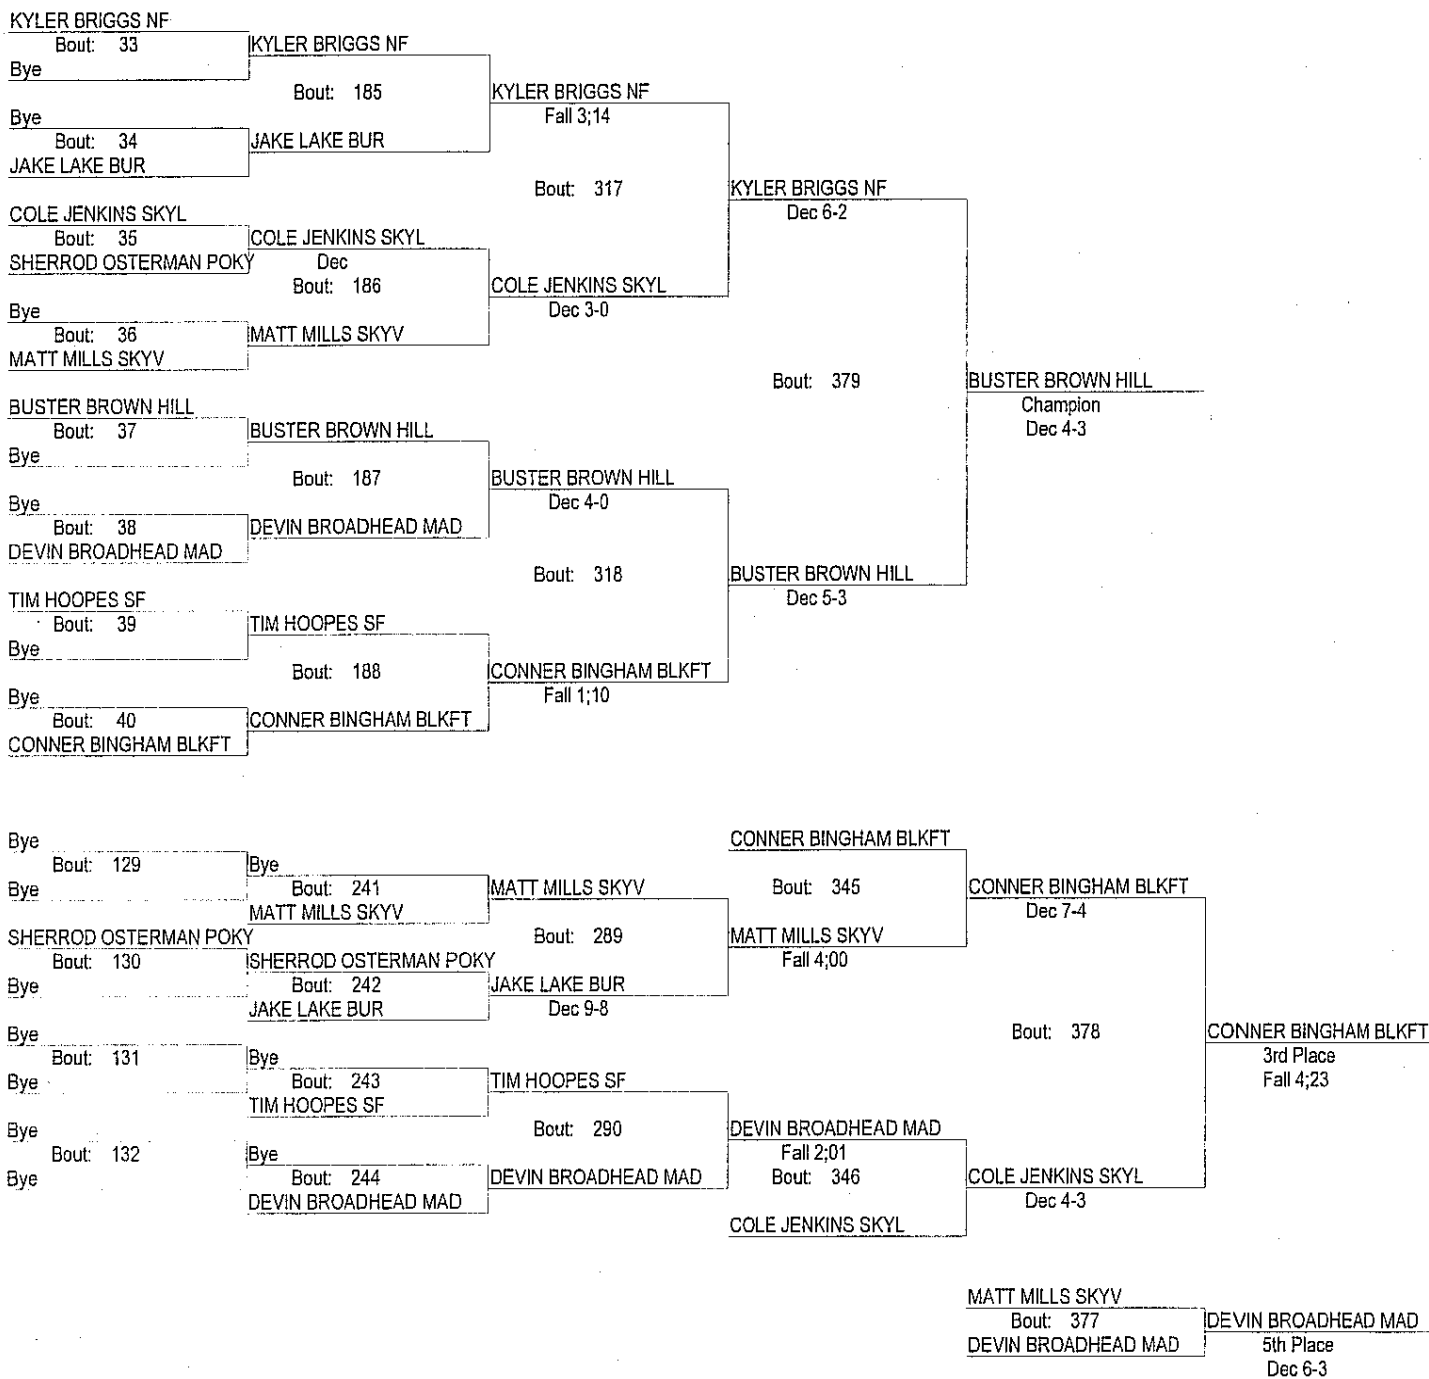 KYLER BRIGGS NF
Bout: 33
KYLER BRIGGS NF
Bye
Bout: 185
KYLER BRIGGS NF
Fall 3;14
Bye
Bout: 34
JAKE LAKE BUR
JAKE LAKE BUR
Bout: 317
KYLER BRIGGS NF
Dec 6-2
COLE JENKINS SKYL
Bout: 35
COLE JENKINS SKYL
SHERROD OSTERMAN POKY
Dec
Bout: 186
COLE JENKINS SKYL
Dec 3-0
Bye
Bout: 36
MATT MILLS SKYV
MATT MILLS SKYV
Bout: 379
BUSTER BROWN HILL
Champion
Dec 4-3
BUSTER BROWN HILL
Bout: 37
BUSTER BROWN HILL
Bye
Bout: 187
BUSTER BROWN HILL
Dec 4-0
Bye
Bout: 38
DEVIN BROADHEAD MAD
DEVIN BROADHEAD MAD
Bout: 318
BUSTER BROWN HILL
Dec 5-3
TIM HOOPES SF
Bout: 39
TIM HOOPES SF
Bye
Bout: 188
CONNER BINGHAM BLKFT
Fall 1;10
Bye
Bout: 40
CONNER BINGHAM BLKFT
CONNER BINGHAM BLKFT
Bye
Bout: 129
Bye
Bye
Bout: 241
MATT MILLS SKYV
MATT MILLS SKYV
CONNER BINGHAM BLKFT
Bout: 345
CONNER BINGHAM BLKFT
Dec 7-4
SHERROD OSTERMAN POKY
Bout: 289
MATT MILLS SKYV
Fall 4;00
Bout: 130
SHERROD OSTERMAN POKY
Bye
Bout: 242
JAKE LAKE BUR
Dec 9-8
JAKE LAKE BUR
Bye
Bout: 131
Bye
Bye
Bout: 243
TIM HOOPES SF
TIM HOOPES SF
Bout: 378
CONNER BINGHAM BLKFT
3rd Place
Fall 4;23
Bye
Bout: 290
DEVIN BROADHEAD MAD
Fall 2;01
Bout: 132
Bye
Bye
Bout: 244
DEVIN BROADHEAD MAD
DEVIN BROADHEAD MAD
Bout: 346
COLE JENKINS SKYL
Dec 4-3
COLE JENKINS SKYL
MATT MILLS SKYV
Bout: 377
DEVIN BROADHEAD MAD
DEVIN BROADHEAD MAD
5th Place
Dec 6-3